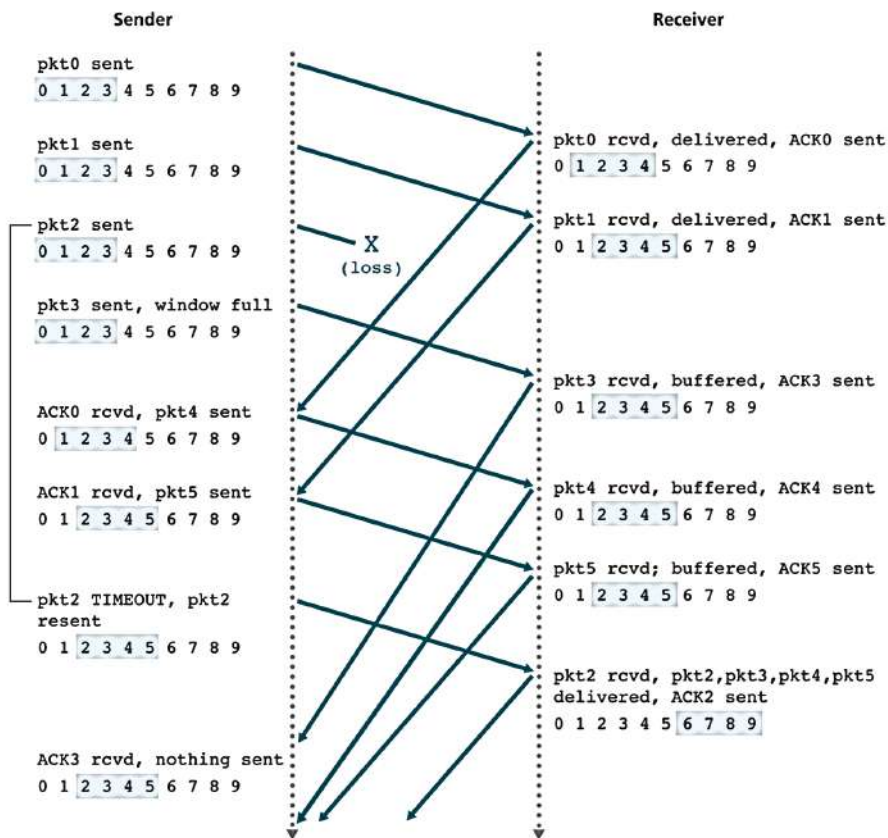 Sender
Receiver
pkt0 sent
0 1 2 3 4 5 6 7 8 9
pkt1 sent
0 1 2 3 4 5 6 7 8 9
pkt2 sent
0 1 2 3 4 5 6 7 8 9
pkt3 sent, window full
0 1 2 3 4 5 6 7 8 9
ACK0 rcvd, pkt4 sent
0 1 2 3 4 5 6 7 8 9
ACK1 rcvd, pkt5 sent
0 1 2 3 4 5 6 7 8 9
pkt2 TIMEOUT, pkt2
resent
0 1 2 3 4 5 6 7 8 9
ACK3 rcvd, nothing sent
0 1 2 3 4 5 6 7 8 9
X
(loss)
pkt0 rcvd, delivered, ACK0 sent
0 1 2 3 4 5 6 7 8 9
pkt1 rcvd, delivered, ACK1 sent
0 1 2 3 4 5 6 7 8 9
pkt3 rcvd, buffered, ACK3 sent
0 1 2 3 4 5 6 7 8 9
pkt4 rcvd, buffered, ACK4 sent
0 1 2 3 4 5 6 7 8 9
pkt5 rcvd; buffered, ACK5 sent
0 1 2 3 4 5 6 7 8 9
pkt2 rcvd, pkt2,pkt3,pkt4,pkt5
delivered, ACK2 sent
0 1 2 3 4 5 6 7 8 9